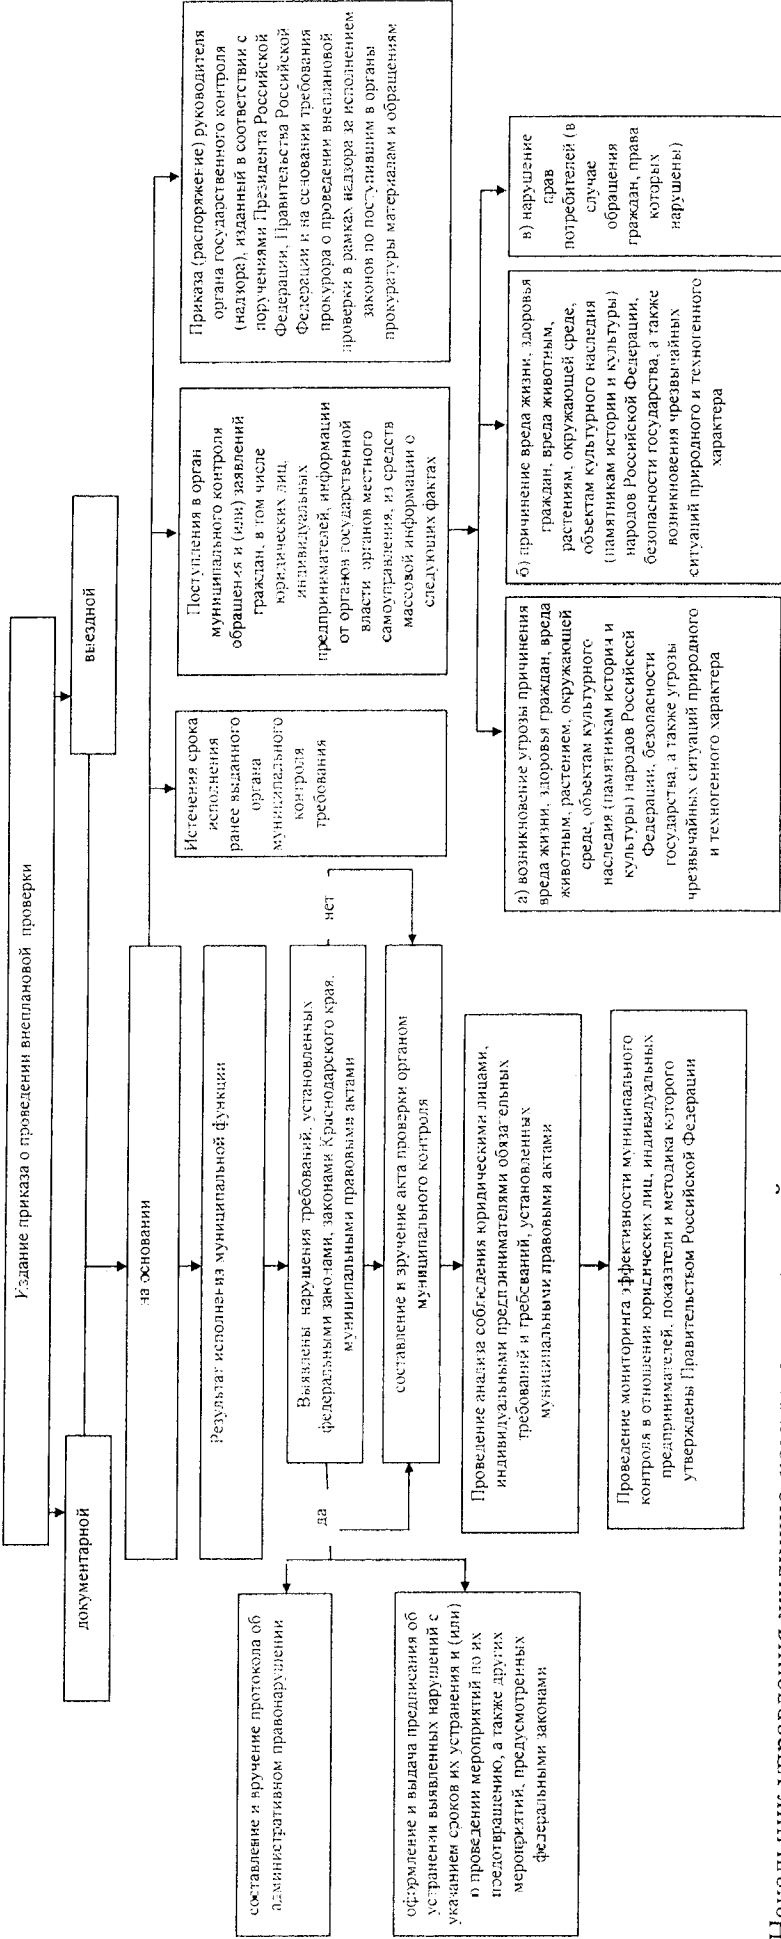 Издание приказа о проведении внеплановой проверки
документарной
выездной
на основании
Результат исполнения муниципальной функции
Выявлены нарушения требований, установленных
федеральными законами, законами Краснодарского края,
муниципальными правовыми актами
да
нет
составление и вручение акта проверки органом
муниципального контроля
Проведение анализа соблюдения юридическими лицами,
индивидуальными предпринимателями обязательных
требований и требований, установленных
муниципальными правовыми актами
Проведение мониторинга эффективности муниципального
контроля в отношении юридических лиц, индивидуальных
предпринимателей, показатели и методика которого
утверждены Правительством Российской Федерации
составление и вручение протокола об
административном правонарушении
оформление и выдача предписания об
устранении выявленных нарушений с
указанием сроков их устранения и (или)
о проведении мероприятий по их
предотвращению, а также других
мероприятий, предусмотренных
федеральными законами
Истечения срока
исполнения
ранее выданного
органа
муниципального
контроля
требования
Поступления в орган
муниципального контроля
обращения и (или) заявлений
граждан, в том числе
юридических лиц,
индивидуальных
предпринимателей, информации
от органов государственной
власти органов местного
самоуправления, из средств
массовой информации о
следующих фактах
Приказа (распоряжение) руководителя
органа государственного контроля
(надзора), изданный в соответствии с
поручениями Президента Российской
Федерации, Правительства Российской
Федерации и на основании требования
прокурора о проведении внеплановой
проверки в рамках надзора за исполнением
законов по поступившим в органы
прокуратуры материалам и обращениям
а) возникновение угрозы причинения
вреда жизни, здоровья граждан, вреда
животным, растением, окружающей
среде, объектам культурного
наследия (памятникам истории и
культуры) народов Российской
Федерации, безопасности
государства, а также угрозы
чрезвычайных ситуаций природного
и техногенного характера
б) причинение вреда жизни, здоровья
граждан, вреда животным,
растениям, окружающей среде,
объектам культурного наследия
(памятникам истории и культуры)
народов Российской Федерации,
безопасности государства, а также
возникновения чрезвычайных
ситуаций природного и техногенного
характера
в) нарушение
прав
потребителей (в
случае
обращения
граждан, права
которых
нарушены)